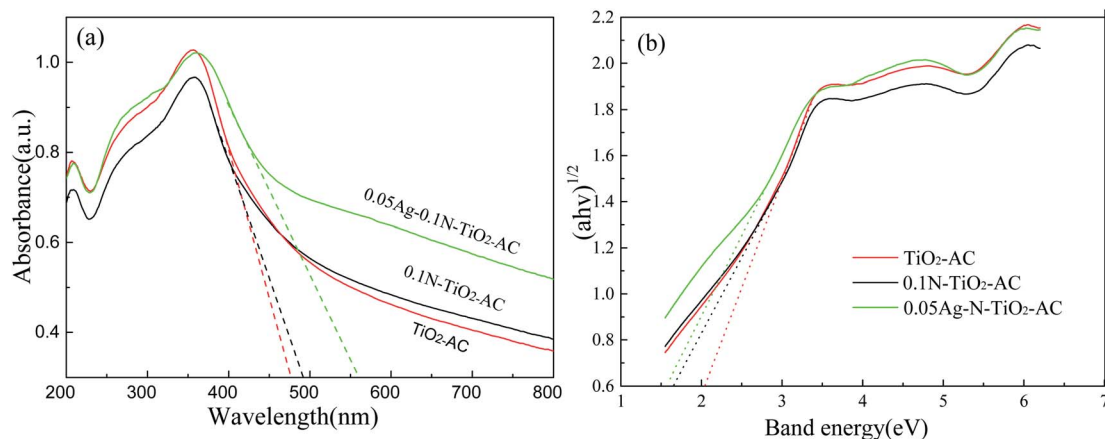 (a)
Absorbance(a.u.)
1.0
0.8
0.6
0.4
0.05Ag-0.1N-TiO₂-AC
0.1N-TiO₂-AC
TiO₂-AC
200 300 400 500 600 700 800
Wavelength(nm)
(b)
(ahv)^1/2
2.2
2.0
1.8
1.6
1.4
1.2
1.0
0.8
0.6
TiO₂-AC
0.1N-TiO₂-AC
0.05Ag-N-TiO₂-AC
1 2 3 4 5 6 7
Band energy(eV)